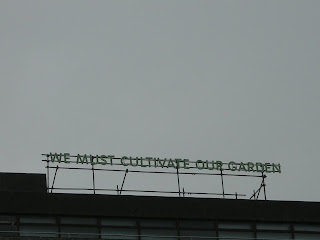 WE MUST CULTIVATE OUR GARDEN